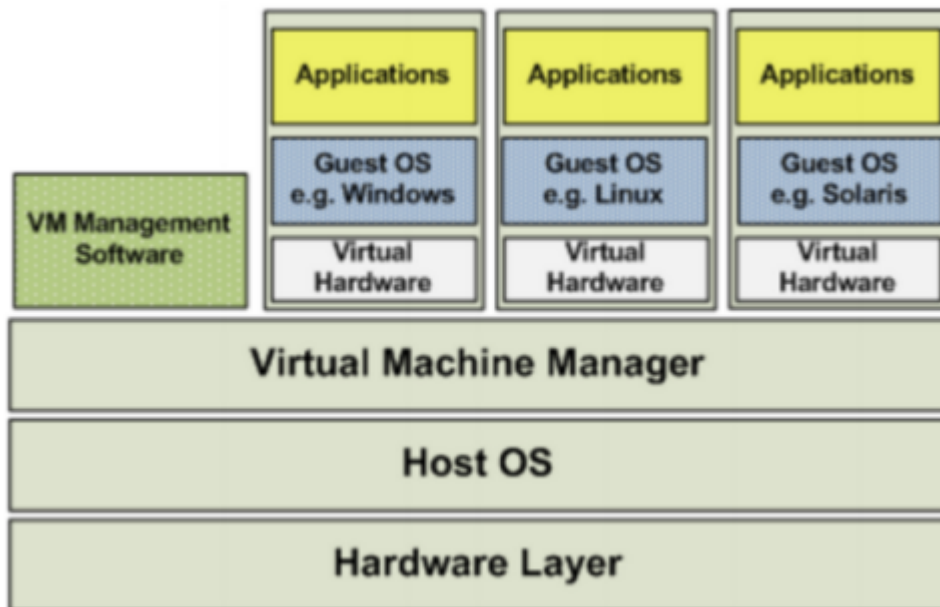 Applications
Applications
Applications
Guest OS
e.g. Windows
Guest OS
e.g. Linux
Guest OS
e.g. Solaris
VM Management
Software
Virtual
Hardware
Virtual
Hardware
Virtual
Hardware
Virtual Machine Manager
Host OS
Hardware Layer